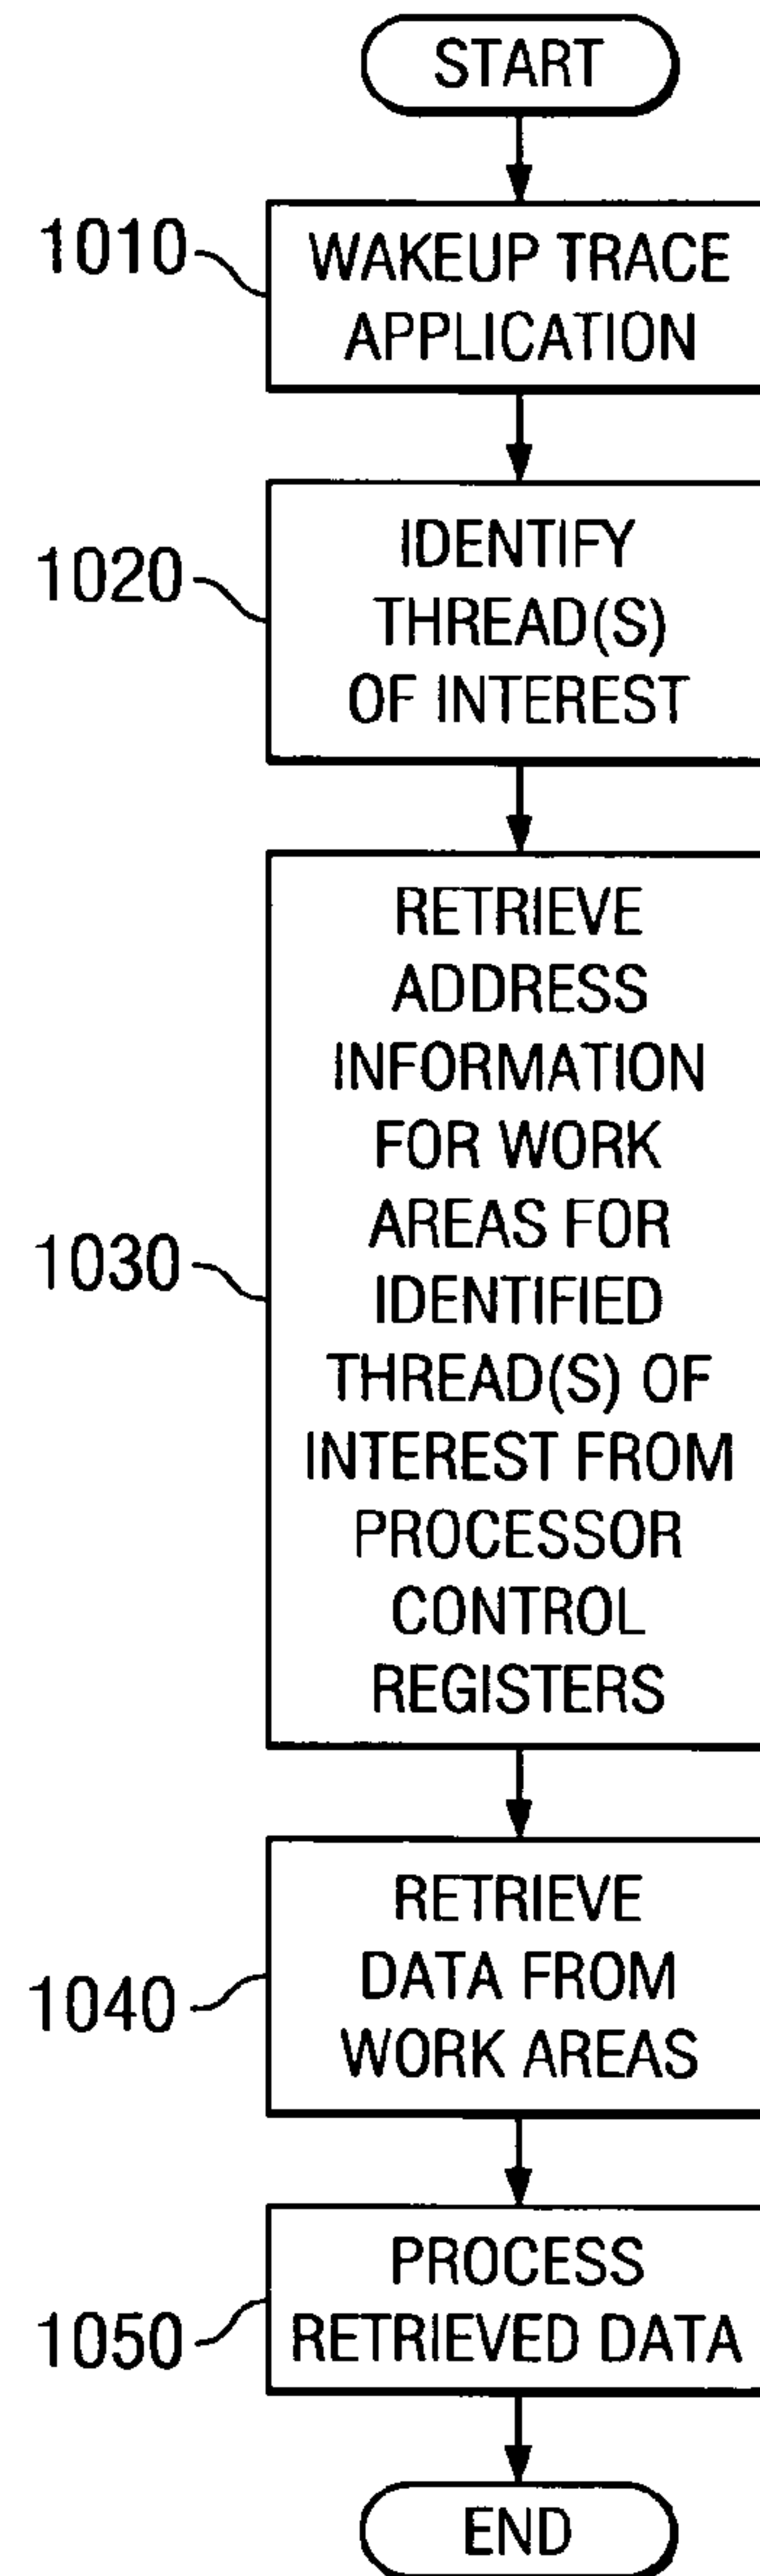 START
1010
WAKEUP TRACE
APPLICATION
1020
IDENTIFY
THREAD(S)
OF INTEREST
1030
RETRIEVE
ADDRESS
INFORMATION
FOR WORK
AREAS FOR
IDENTIFIED
THREAD(S) OF
INTEREST FROM
PROCESSOR
CONTROL
REGISTERS
1040
RETRIEVE
DATA FROM
WORK AREAS
1050
PROCESS
RETRIEVED DATA
END